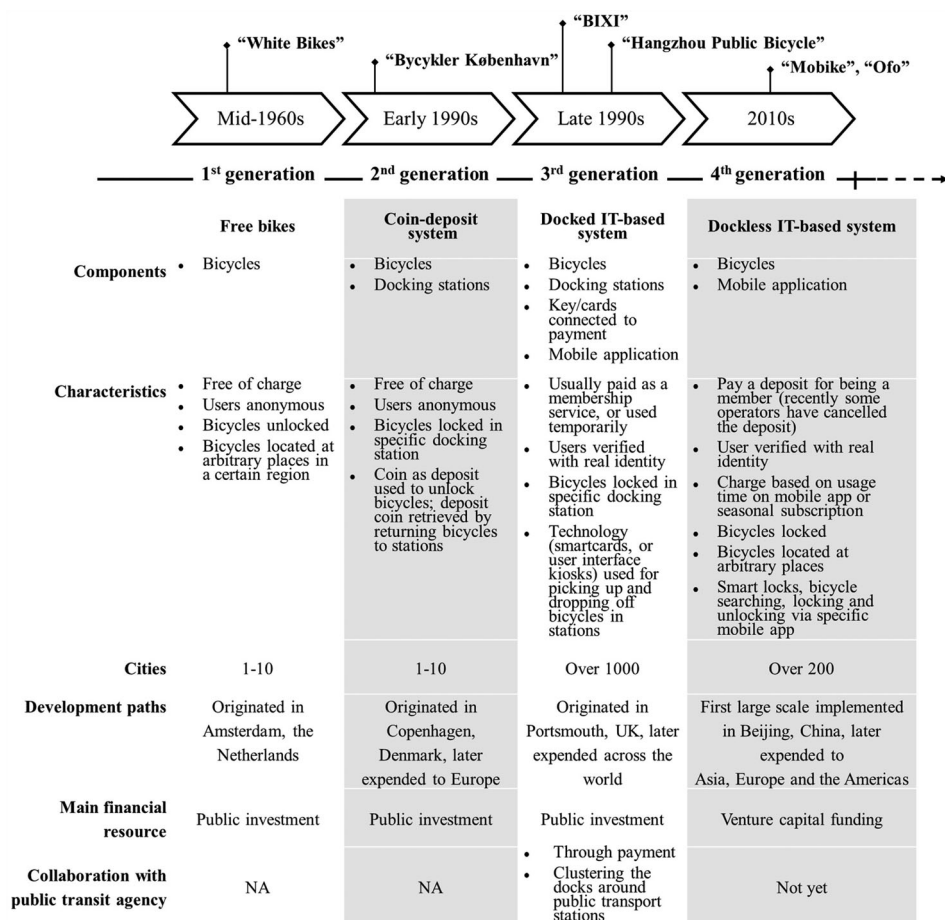 “BIXI”
“White Bikes”
“Hangzhou Public Bicycle”
“Bycykler København”
“Mobike”, “Ofo”
Mid-1960s
Early 1990s
Late 1990s
2010s
1st generation
2nd generation
3rd generation
4th generation
Free bikes
Coin-deposit
system
Docked IT-based
system
Dockless IT-based system
Components
• Bicycles
• Bicycles
• Docking stations
• Bicycles
• Docking stations
• Key/cards
connected to
payment
• Mobile application
• Bicycles
• Mobile application
Characteristics
• Free of charge
• Users anonymous
• Bicycles unlocked
• Bicycles located at
arbitrary places in
a certain region
• Free of charge
• Users anonymous
• Bicycles locked in
specific docking
station
• Coin as deposit
used to unlock
bicycles; deposit
coin retrieved by
returning bicycles
to stations
• Usually paid as a
membership
service, or used
temporarily
• Users verified
with real identity
• Bicycles locked in
specific docking
station
• Technology
(smartcards, or
user interface
kiosks) used for
picking up and
dropping off
bicycles in
stations
• Pay a deposit for being a
member (recently some
operators have cancelled
the deposit)
• User verified with real
identity
• Charge based on usage
time on mobile app or
seasonal subscription
• Bicycles locked
• Bicycles located at
arbitrary places
• Smart locks, bicycle
searching, locking and
unlocking via specific
mobile app
Cities
1-10
1-10
Over 1000
Over 200
Development paths
Originated in
Amsterdam, the
Netherlands
Originated in
Copenhagen,
Denmark, later
expended to Europe
Originated in
Portsmouth, UK, later
expended across the
world
First large scale implemented
in Beijing, China, later
expended to
Asia, Europe and the Americas
Main financial
resource
Public investment
Public investment
Public investment
Venture capital funding
Collaboration with
public transit agency
NA
NA
• Through payment
• Clustering the
docks around
public transport
stations
Not yet